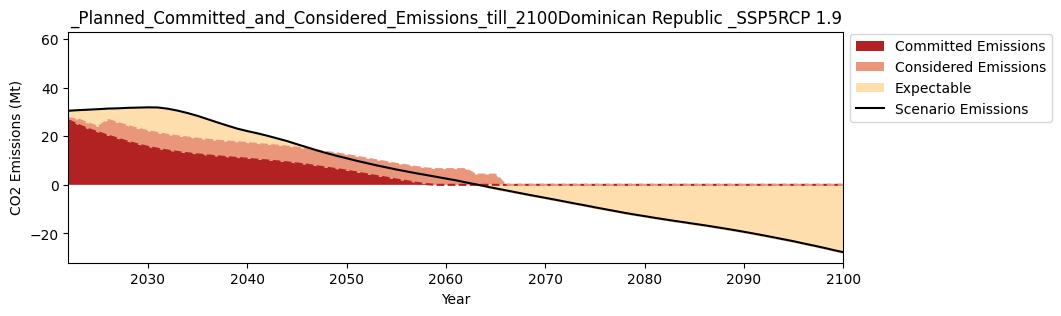 _Planned_Committed_and_Considered_Emissions_till_2100Dominican Republic _SSP5RCP 1.9
60
40
20
0
−20
CO2 Emissions (Mt)
2030 2040 2050 2060 2070 2080 2090 2100
Year
Committed Emissions
Considered Emissions
Expectable
Scenario Emissions